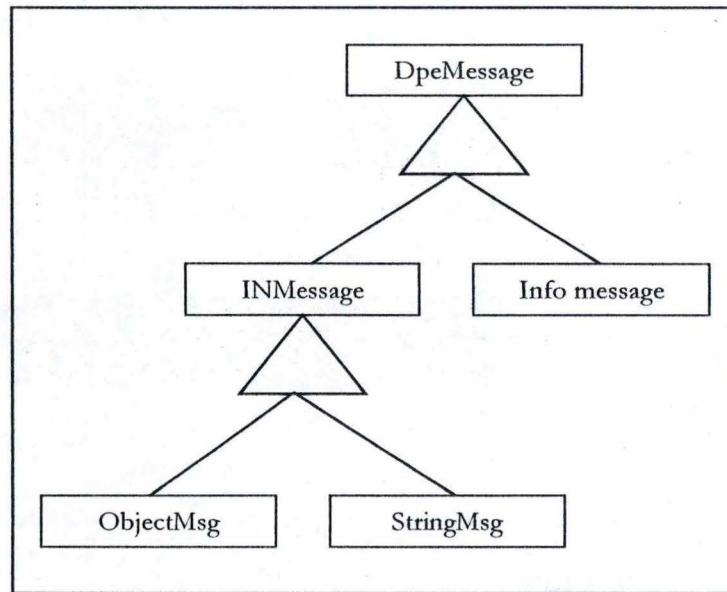 DpeMessage
INMessage
Info message
ObjectMsg
StringMsg